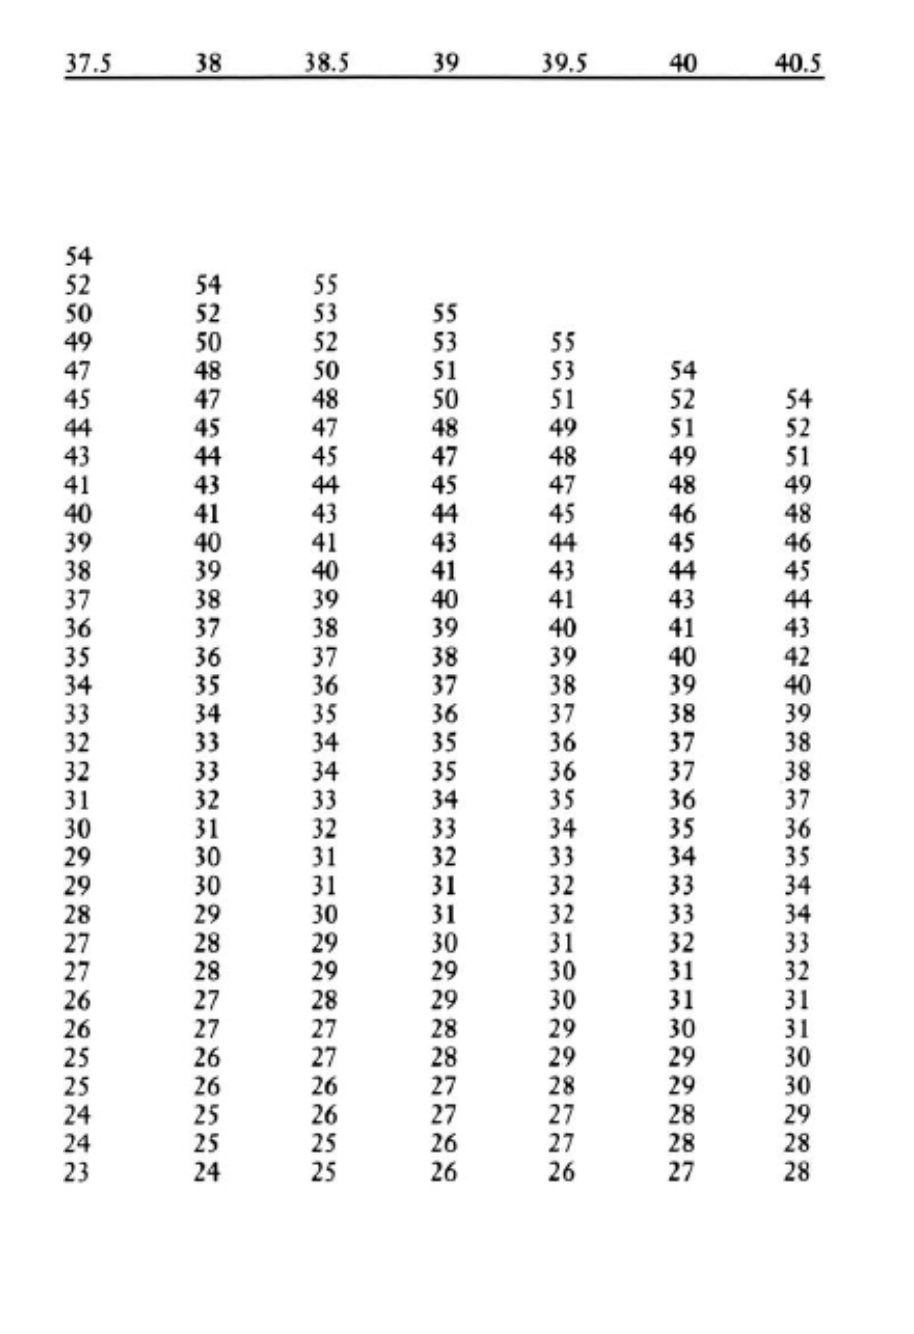 37.5 38 38.5 39 39.5 40 40.5
54
52 54 55
50 52 53 55
49 50 52 53 55
47 48 50 51 53 54
45 47 48 50 51 52 54
44 45 47 48 49 51 52
43 44 45 47 48 49 51
41 43 44 45 47 48 49
40 41 43 44 45 46 48
39 40 41 43 44 45 46
38 39 40 41 43 44 45
37 38 39 40 41 43 44
36 37 38 39 40 41 43
35 36 37 38 39 40 42
34 35 36 37 38 39 40
33 34 35 36 37 38 39
32 33 34 35 36 37 38
32 33 34 35 36 37 38
31 32 33 34 35 36 37
30 31 32 33 34 35 36
29 30 31 32 33 34 35
29 30 31 31 32 33 34
28 29 30 31 32 33 34
27 28 29 30 31 32 33
27 28 29 29 30 31 32
26 27 28 29 30 31 31
26 27 27 28 29 30 31
25 26 27 28 29 29 30
25 26 26 27 28 29 30
24 25 26 27 27 28 29
24 25 25 26 27 28 28
23 24 25 26 26 27 28